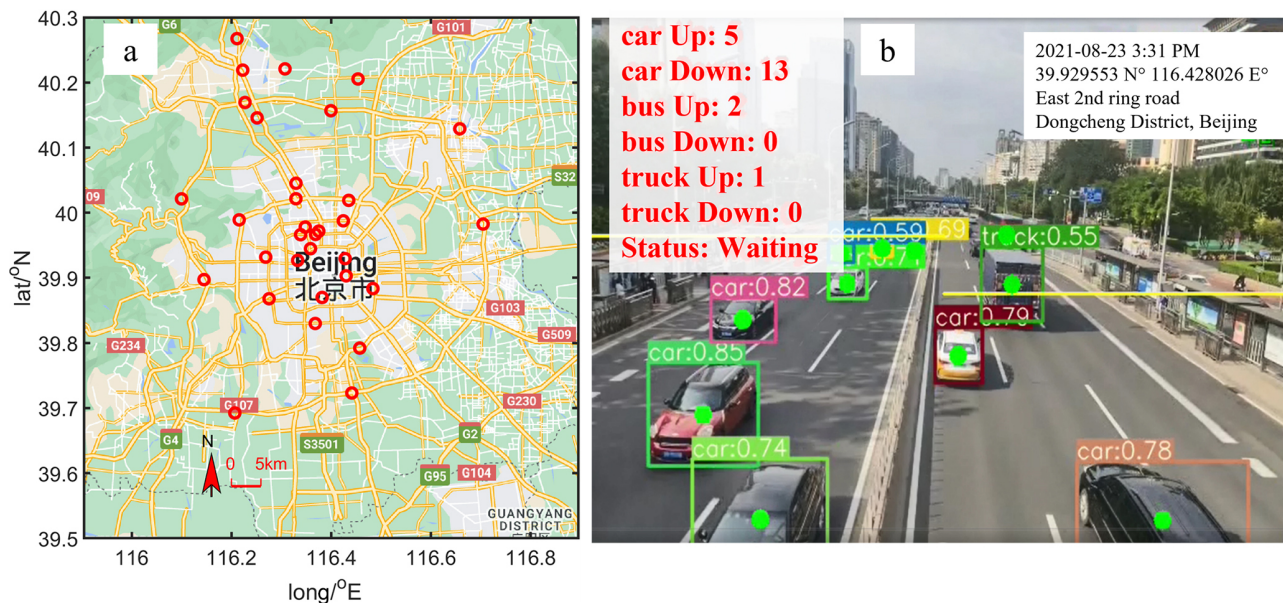 a
40.3
40.2
40.1
40
39.9
39.8
39.7
39.6
39.5
lat/°N
116
116.2
116.4
116.6
116.8
long/°E
G6
G101
S32
09
Beijing
北京市
G103
G509
G234
G107
G230
G4
S3501
G2
G95
G104
N
0 5km
GUANGYANG
DISTRICT
b
car Up: 5
car Down: 13
bus Up: 2
bus Down: 0
truck Up: 1
truck Down: 0
Status: Waiting
2021-08-23 3:31 PM
39.929553 N° 116.428026 E°
East 2nd ring road
Dongcheng District, Beijing
car:0.59
.69
truck:0.55
car:0.82
car:0.79
car:0.85
car:0.74
car:0.78